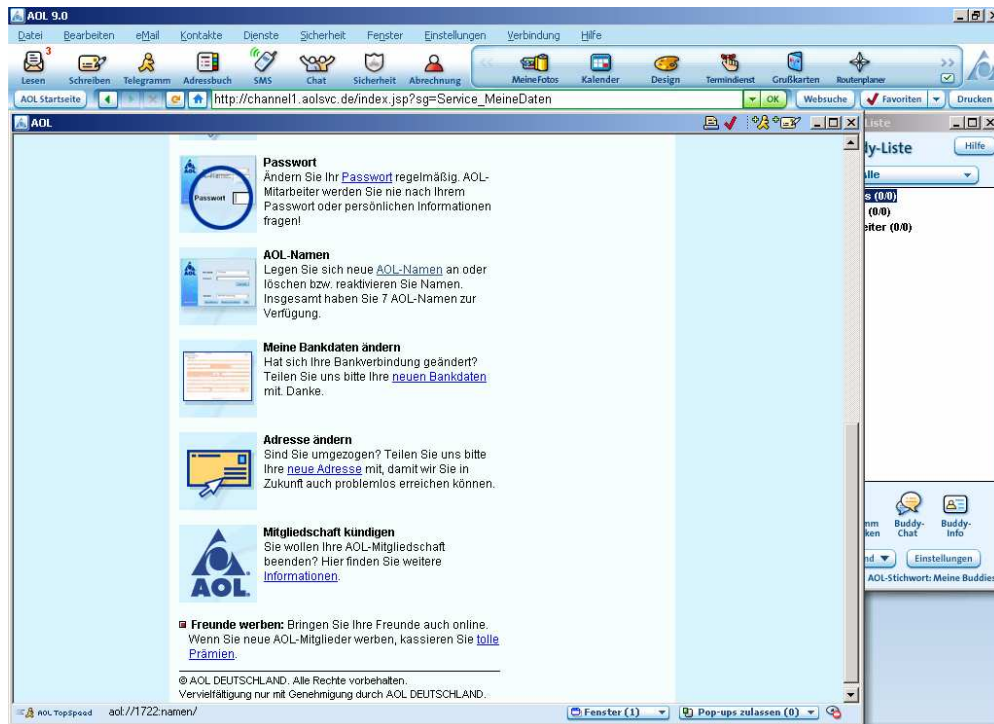 AOL 9.0
Datei Bearbeiten eMail Kontakte Dienste Sicherheit Fenster Einstellungen Verbindung Hilfe
3
Lesen Schreiben Telegramm Adressbuch SMS Chat Sicherheit Abrechnung MeineFotos Kalender Design Termindienst Grußkarten Routenplaner
AOL Startseite http://channel1.aolsvc.de/index.jsp?sg=Service_MeineDaten OK Websuche Favoriten Drucken
AOL
Passwort
Ändern Sie Ihr Passwort regelmäßig. AOL-
Mitarbeiter werden Sie nie nach Ihrem
Passwort oder persönlichen Informationen
fragen!
Passwort
AOL-Namen
Legen Sie sich neue AOL-Namen an oder
löschen bzw. reaktivieren Sie Namen.
Insgesamt haben Sie 7 AOL-Namen zur
Verfügung.
Meine Bankdaten ändern
Hat sich Ihre Bankverbindung geändert?
Teilen Sie uns bitte Ihre neuen Bankdaten
mit. Danke.
Adresse ändern
Sind Sie umgezogen? Teilen Sie uns bitte
Ihre neue Adresse mit, damit wir Sie in
Zukunft auch problemlos erreichen können.
Mitgliedschaft kündigen
Sie wollen Ihre AOL-Mitgliedschaft
beenden? Hier finden Sie weitere
Informationen.
AOL.
Freunde werben: Bringen Sie Ihre Freunde auch online.
Wenn Sie neue AOL-Mitglieder werben, kassieren Sie tolle
Prämien.
© AOL DEUTSCHLAND. Alle Rechte vorbehalten.
Vervielfältigung nur mit Genehmigung durch AOL DEUTSCHLAND.
Liste
dy-Liste Hilfe
lle
s (0/0)
(0/0)
eiter (0/0)
mm Buddy- Buddy-
ken Chat Info
nd Einstellungen
AOL-Stichwort: Meine Buddies
AOL TopSpeed aol://1722:namen/ Fenster (1) Pop-ups zulassen (0)